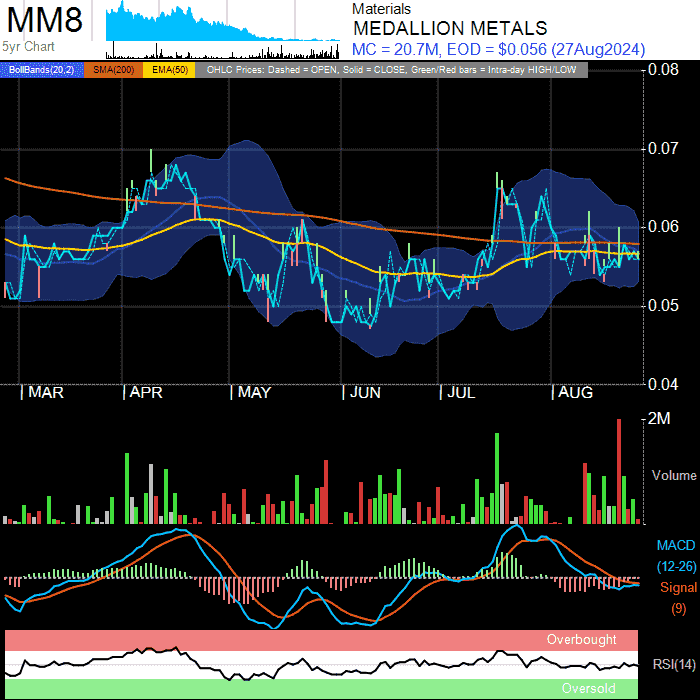 MM8
5yr Chart
Materials
MEDALLION METALS
MC = 20.7M, EOD = $0.056 (27Aug2024)
BollBands(20,2) SMA(200) EMA(50) OHLC Prices: Dashed = OPEN, Solid = CLOSE, Green/Red bars = Intra-day HIGH/LOW
0.08
0.07
0.06
0.05
0.04
| MAR | APR | MAY | JUN | JUL | AUG
2M
Volume
MACD
(12-26)
Signal
(9)
Overbought
RSI(14)
Oversold